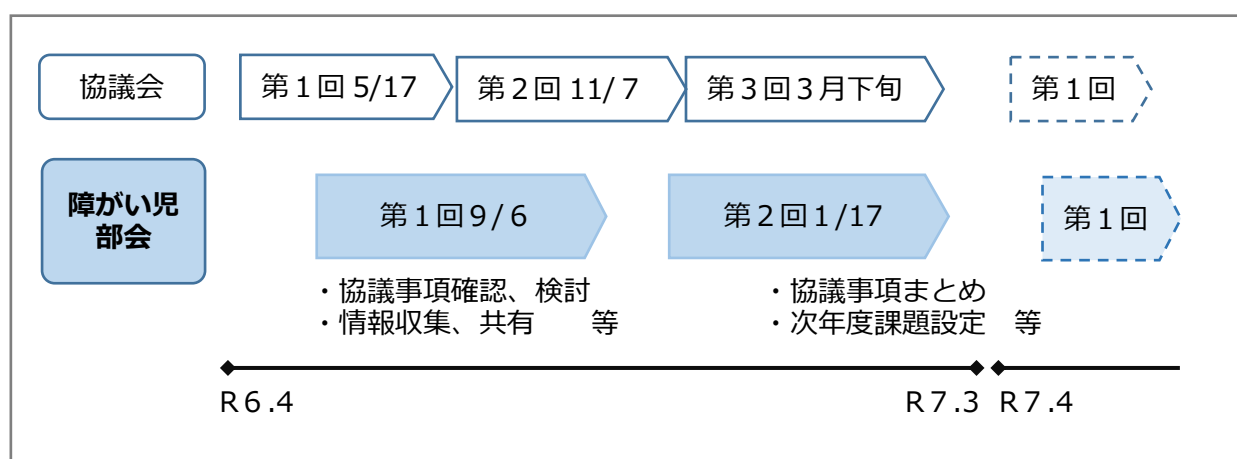 協議会
第１回 5/17
第２回 11/７
第３回３月下旬
第１回
障がい児
部会
第１回９/６
第２回１/17
第１回
・協議事項確認、検討
・情報収集、共有　　等
・協議事項まとめ
・次年度課題設定　等
Ｒ６.４
Ｒ７.３
Ｒ７.４